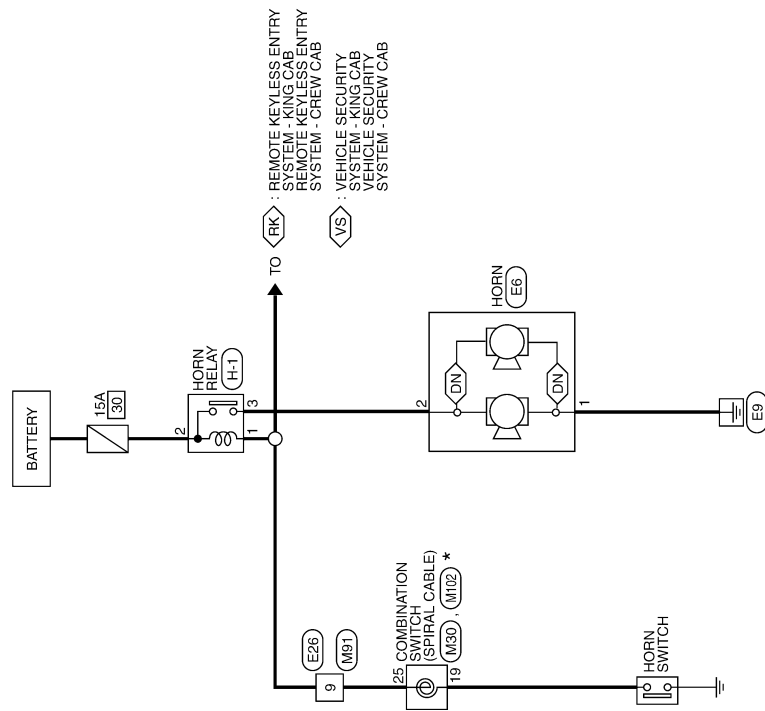 BATTERY
15A
30
HORN
RELAY
H-1
2
3
1
TO
RK : REMOTE KEYLESS ENTRY
SYSTEM - KING CAB
REMOTE KEYLESS ENTRY
SYSTEM - CREW CAB
VS : VEHICLE SECURITY
SYSTEM - KING CAB
VEHICLE SECURITY
SYSTEM - CREW CAB
HORN
E6
2
DN
DN
1
E9
E26
9
M91
25
COMBINATION
SWITCH
(SPIRAL CABLE)
M30 , M102 *
19
HORN
SWITCH